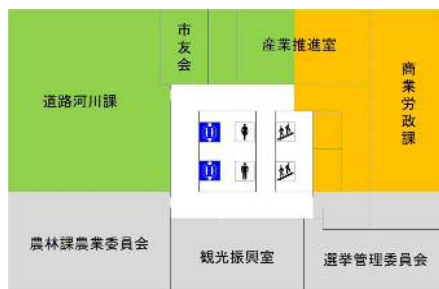 市友会
産業推進室
道路河川課
商業労政課
農林課農業委員会
観光振興室
選挙管理委員会